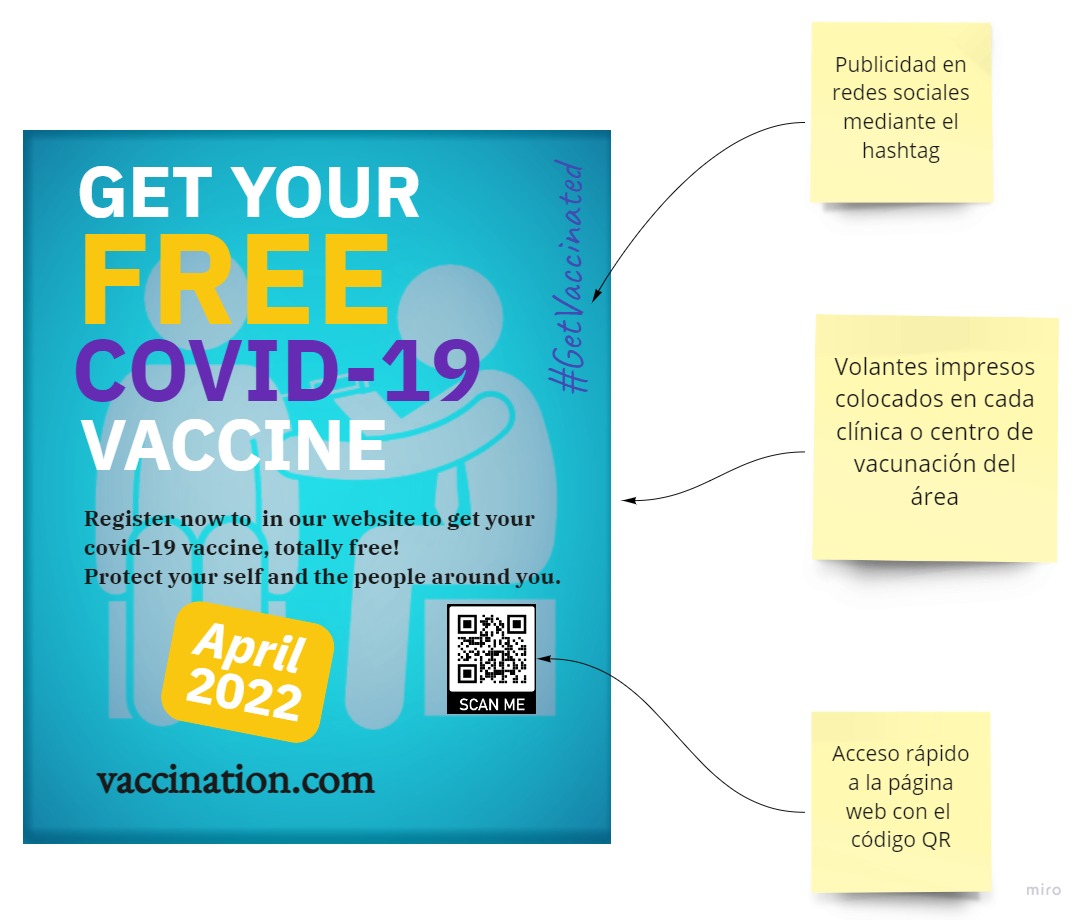 GET YOUR
FREE
COVID-19
VACCINE
#GetVaccinated
Register now to  in our website to get your
covid-19 vaccine, totally free!
Protect your self and the people around you.
April
2022
SCAN ME
vaccination.com
Publicidad en
redes sociales
mediante el
hashtag
Volantes impresos
colocados en cada
clínica o centro de
vacunación del
área
Acceso rápido
a la página
web con el
código QR
miro